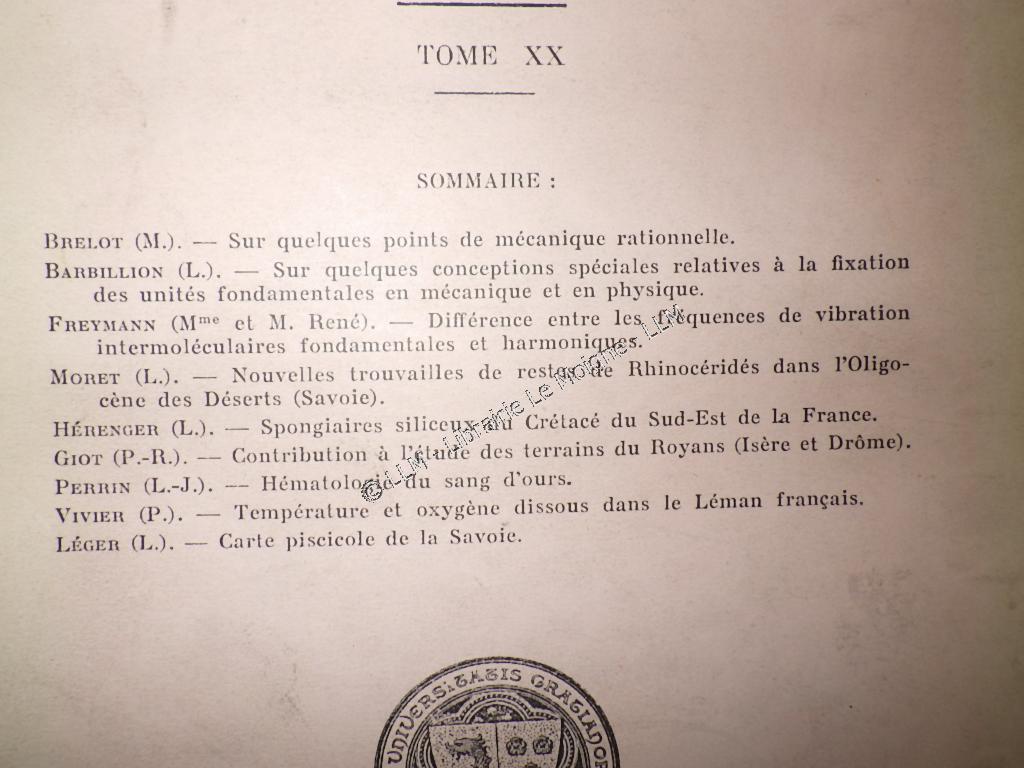 TOME XX
SOMMAIRE :
BRELOT (M.). — Sur quelques points de mécanique rationnelle.
BARBILLION (L.). — Sur quelques conceptions spéciales relatives à la fixation
des unités fondamentales en mécanique et en physique.
FREYMANN (Mme et M. René). — Différence entre les fréquences de vibration
intermoléculaires fondamentales et harmoniques.
MORET (L.). — Nouvelles trouvailles de restes de Rhinocéridés dans l'Oligo-
cène des Déserts (Savoie).
HÉRENGER (L.). — Spongiaires siliceux du Crétacé du Sud-Est de la France.
GIOT (P.-R.). — Contribution à l'étude des terrains du Royans (Isère et Drôme).
PERRIN (L.-J.). — Hématologie du sang d'ours.
VIVIER (P.). — Température et oxygène dissous dans le Léman français.
LÉGER (L.). — Carte piscicole de la Savoie.
© LLM - Librairie Le Moignes - LLM
UNIVERSITATIS GRATIANOP